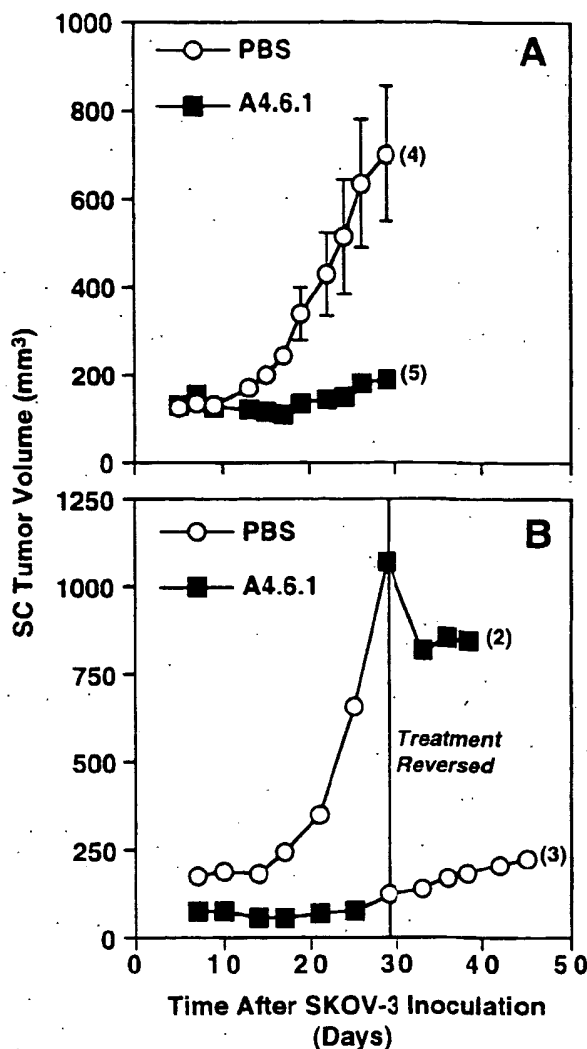 1000
A
PBS
A4.6.1
800
(4)
600
400
200
(5)
0
SC Tumor Volume (mm³)
1250
B
PBS
A4.6.1
1000
(2)
750
Treatment
Reversed
500
250
(3)
0
0 10 20 30 40 50
Time After SKOV-3 Inoculation
(Days)